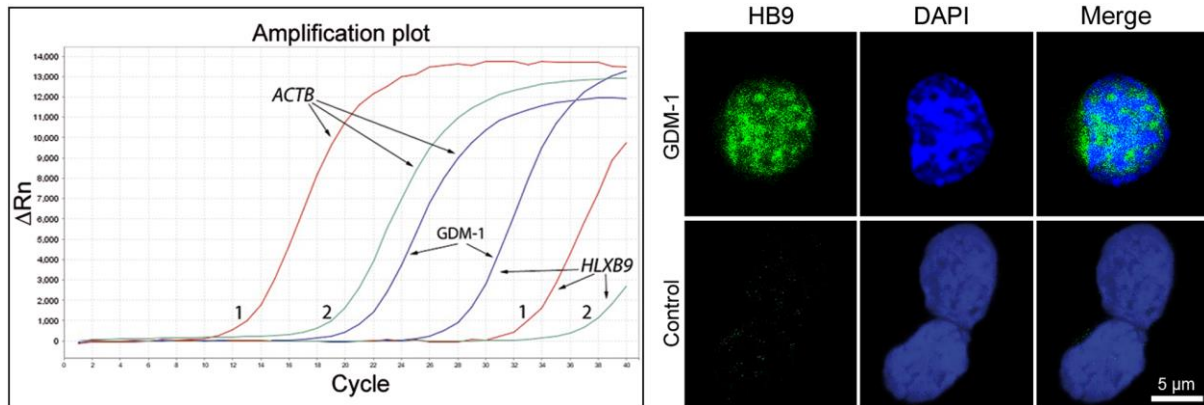 Amplification plot
14,000
13,000
12,000
11,000
10,000
9,000
8,000
7,000
6,000
5,000
4,000
3,000
2,000
1,000
0
ΔRn
ACTB
GDM-1
HLXB9
1
2
1
2
2 4 6 8 10 12 14 16 18 20 22 24 26 28 30 32 34 36 38 40
Cycle
HB9 DAPI Merge
GDM-1
Control
5 µm